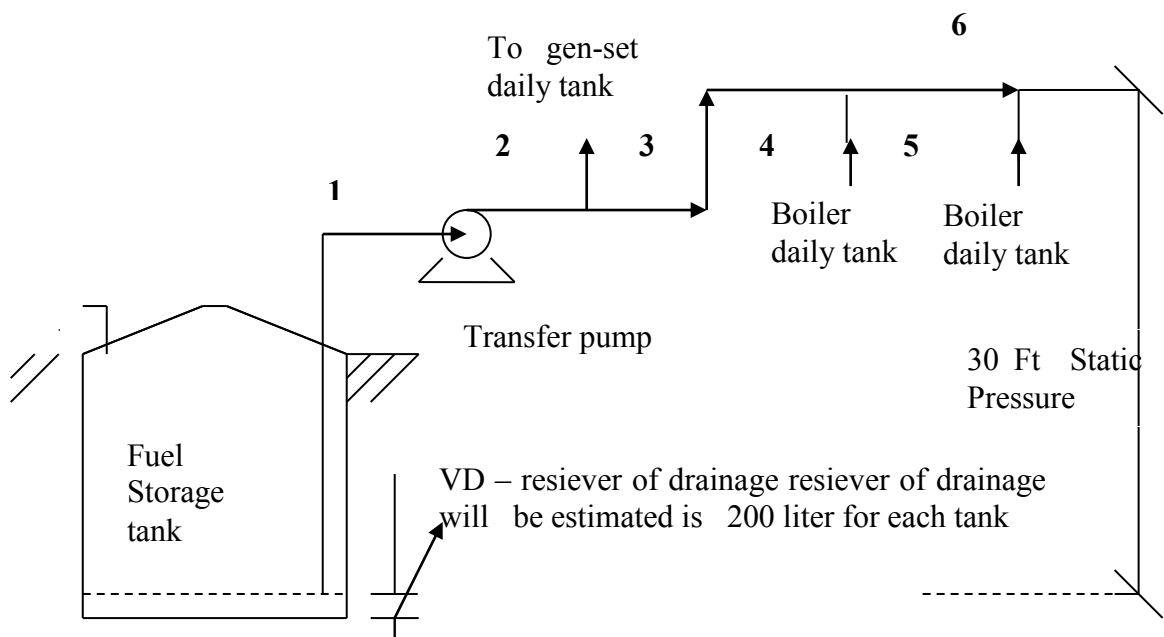 6
To gen-set
daily tank
2
3
4
5
1
Boiler
daily tank
Boiler
daily tank
Transfer pump
30 Ft Static
Pressure
Fuel
Storage
tank
VD – resiever of drainage resiever of drainage
will be estimated is 200 liter for each tank